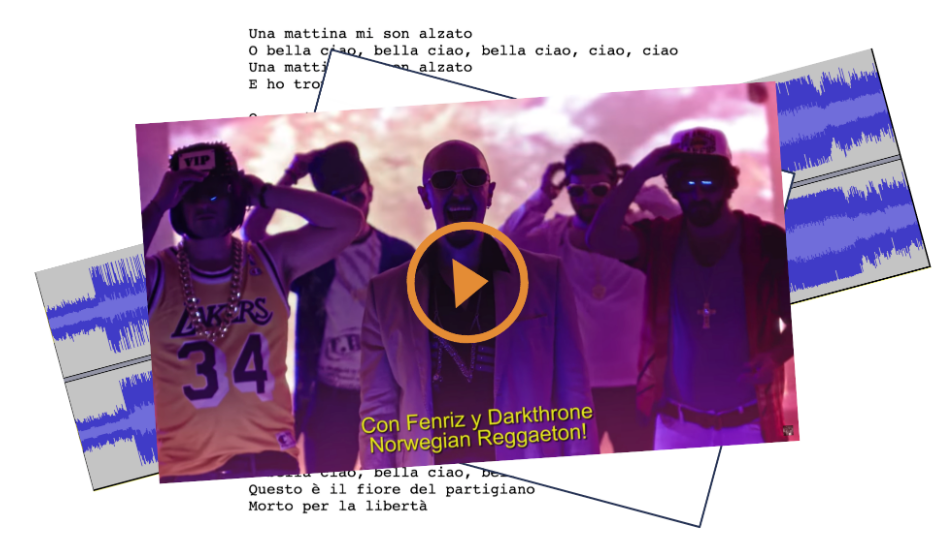 Una mattina mi son alzato
O bella ciao, bella ciao, bella ciao, ciao, ciao
Una matti alzato
E ho tro
VIP
LAKERS
34
Con Fenriz y Darkthrone
Norwegian Reggaeton!
bella ciao, bella ciao, be
Questo è il fiore del partigiano
Morto per la libertà